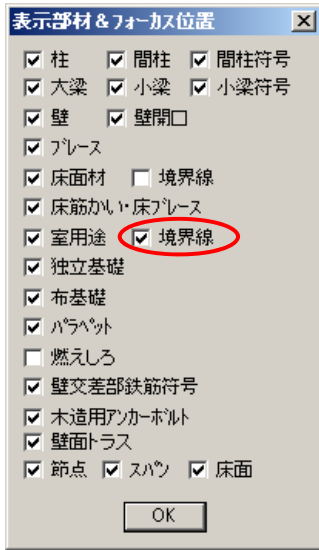 表示部材＆フォーカス位置
柱 間柱 間柱符号
大梁 小梁 小梁符号
壁 壁開口
ﾌﾞﾚｰｽ
床面材 境界線
床筋かい･床ﾌﾞﾚｰｽ
室用途 境界線
独立基礎
布基礎
ﾊﾟﾗﾍﾟｯﾄ
燃えしろ
壁交差部鉄筋符号
木造用ｱﾝｶｰﾎﾞﾙﾄ
壁面トラス
節点 ｽﾊﾟﾝ 床面
OK